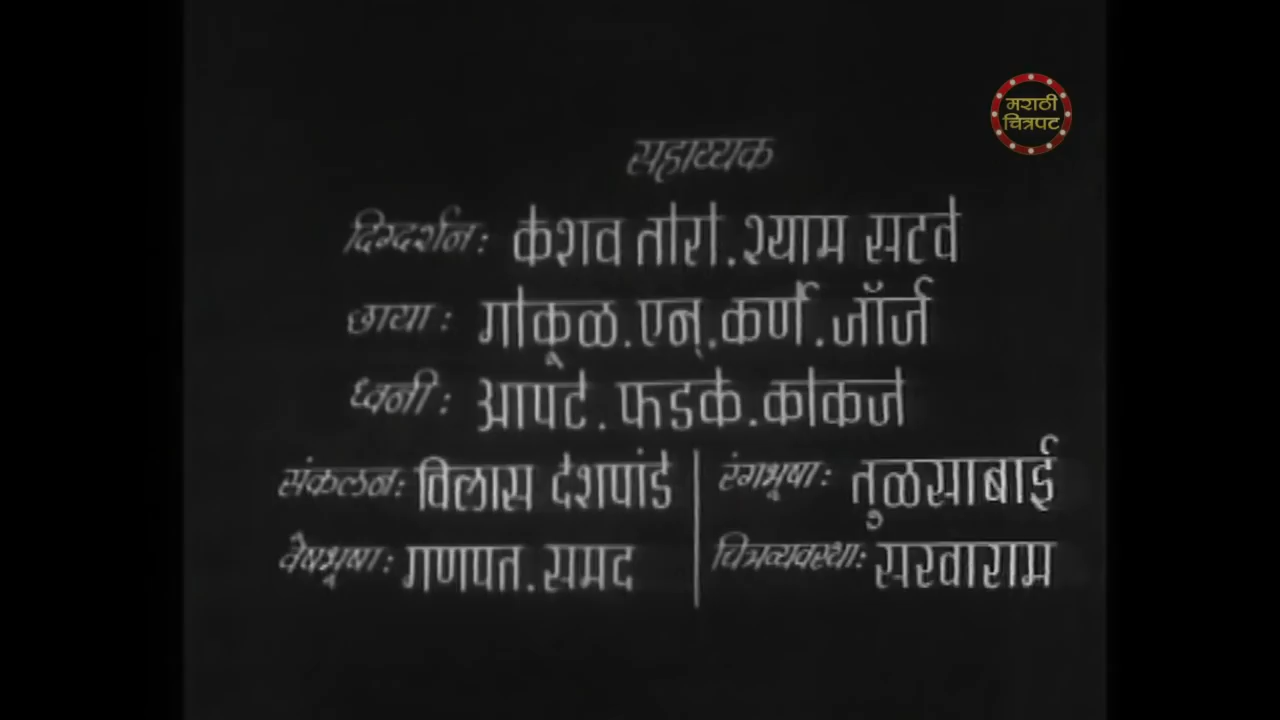 मराठी
चित्रपट
सहाय्यक
दिग्दर्शन: केशव तोरो. श्याम सटवे
छाया: गोकूळ. एन्. कर्णे. जॉर्ज
ध्वनी: आपटे. फडके. कोकजे
संकलन: विलास देशपांडे
रंगभूषा: तुळसाबाई
वेषभूषा: गणपत. समद
चित्रव्यवस्था: सखाराम